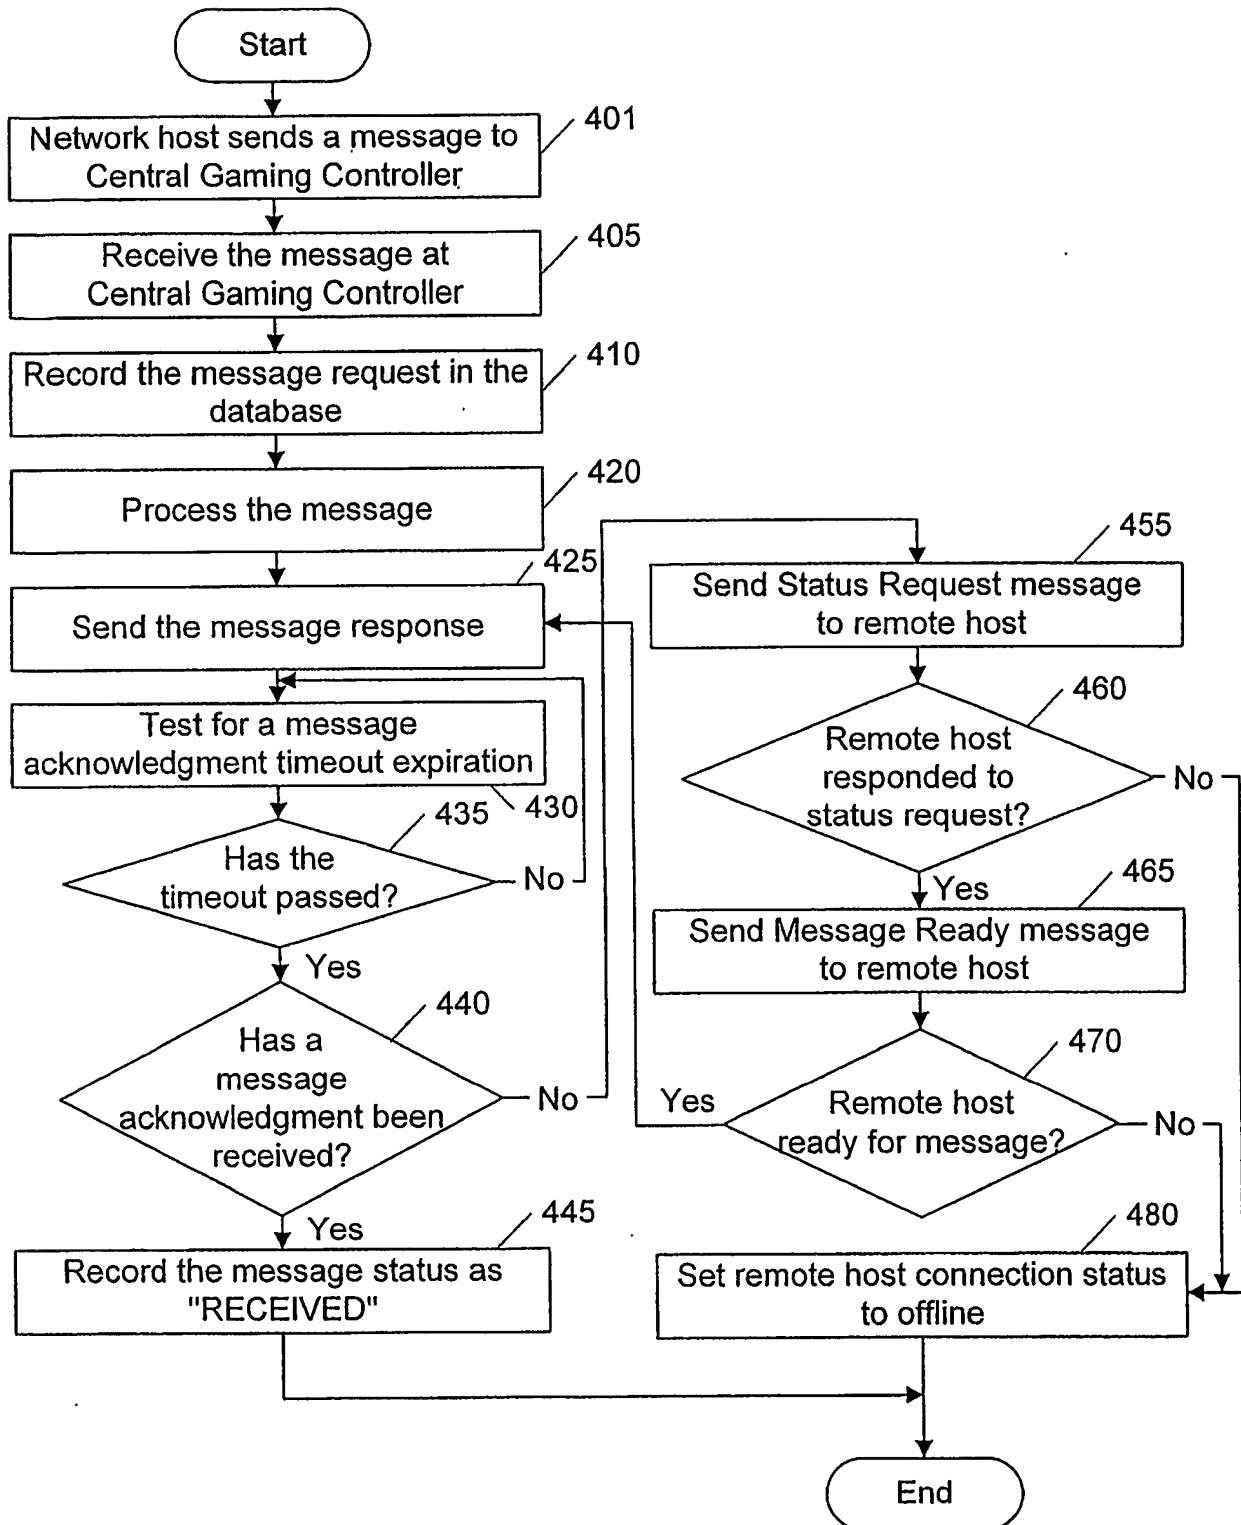 Start
401
Network host sends a message to
Central Gaming Controller
405
Receive the message at
Central Gaming Controller
410
Record the message request in the
database
420
Process the message
425
Send the message response
Test for a message
acknowledgment timeout expiration
430
435
Has the
timeout passed?
No
Yes
440
Has a
message
acknowledgment been
received?
No
Yes
445
Record the message status as
"RECEIVED"
455
Send Status Request message
to remote host
460
Remote host
responded to
status request?
No
Yes
465
Send Message Ready message
to remote host
470
Remote host
ready for message?
Yes
No
480
Set remote host connection status
to offline
End